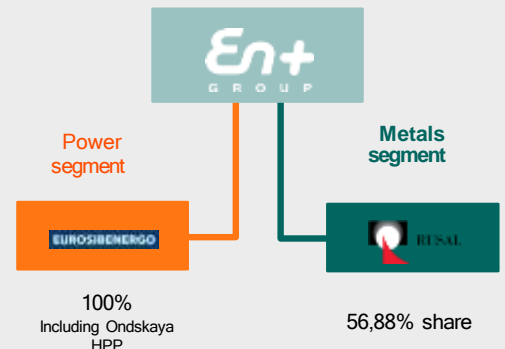 En+
GROUP
Power
segment
Metals
segment
EUROSIBENERGO
RUSAL
100%
Including Ondskaya
HPP
56,88% share